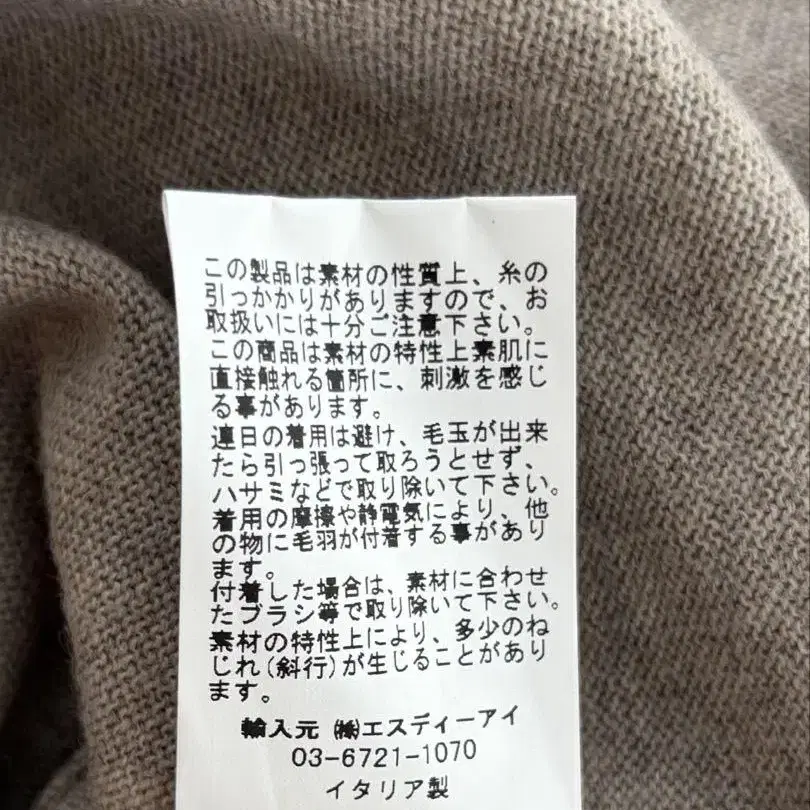 この製品は素材の性質上、糸の
引っかかりがありますので、お
取扱いには十分ご注意下さい。
この商品は素材の特性上素肌に
直接触れる箇所に、刺激を感じ
る事があります。
連日の着用は避け、毛玉が出来
たら引っ張って取ろうとせず、
ハサミなどで取り除いて下さい。
着用の摩擦や静電気により、他
の物に毛羽が付着する事があり
ます。
付着した場合は、素材に合わせ
たブラシ等で取り除いて下さい。
素材の特性上により、多少のね
じれ(斜行)が生じることがあり
ます。
輸入元 ㈱エスディーアイ
03-6721-1070
イタリア製